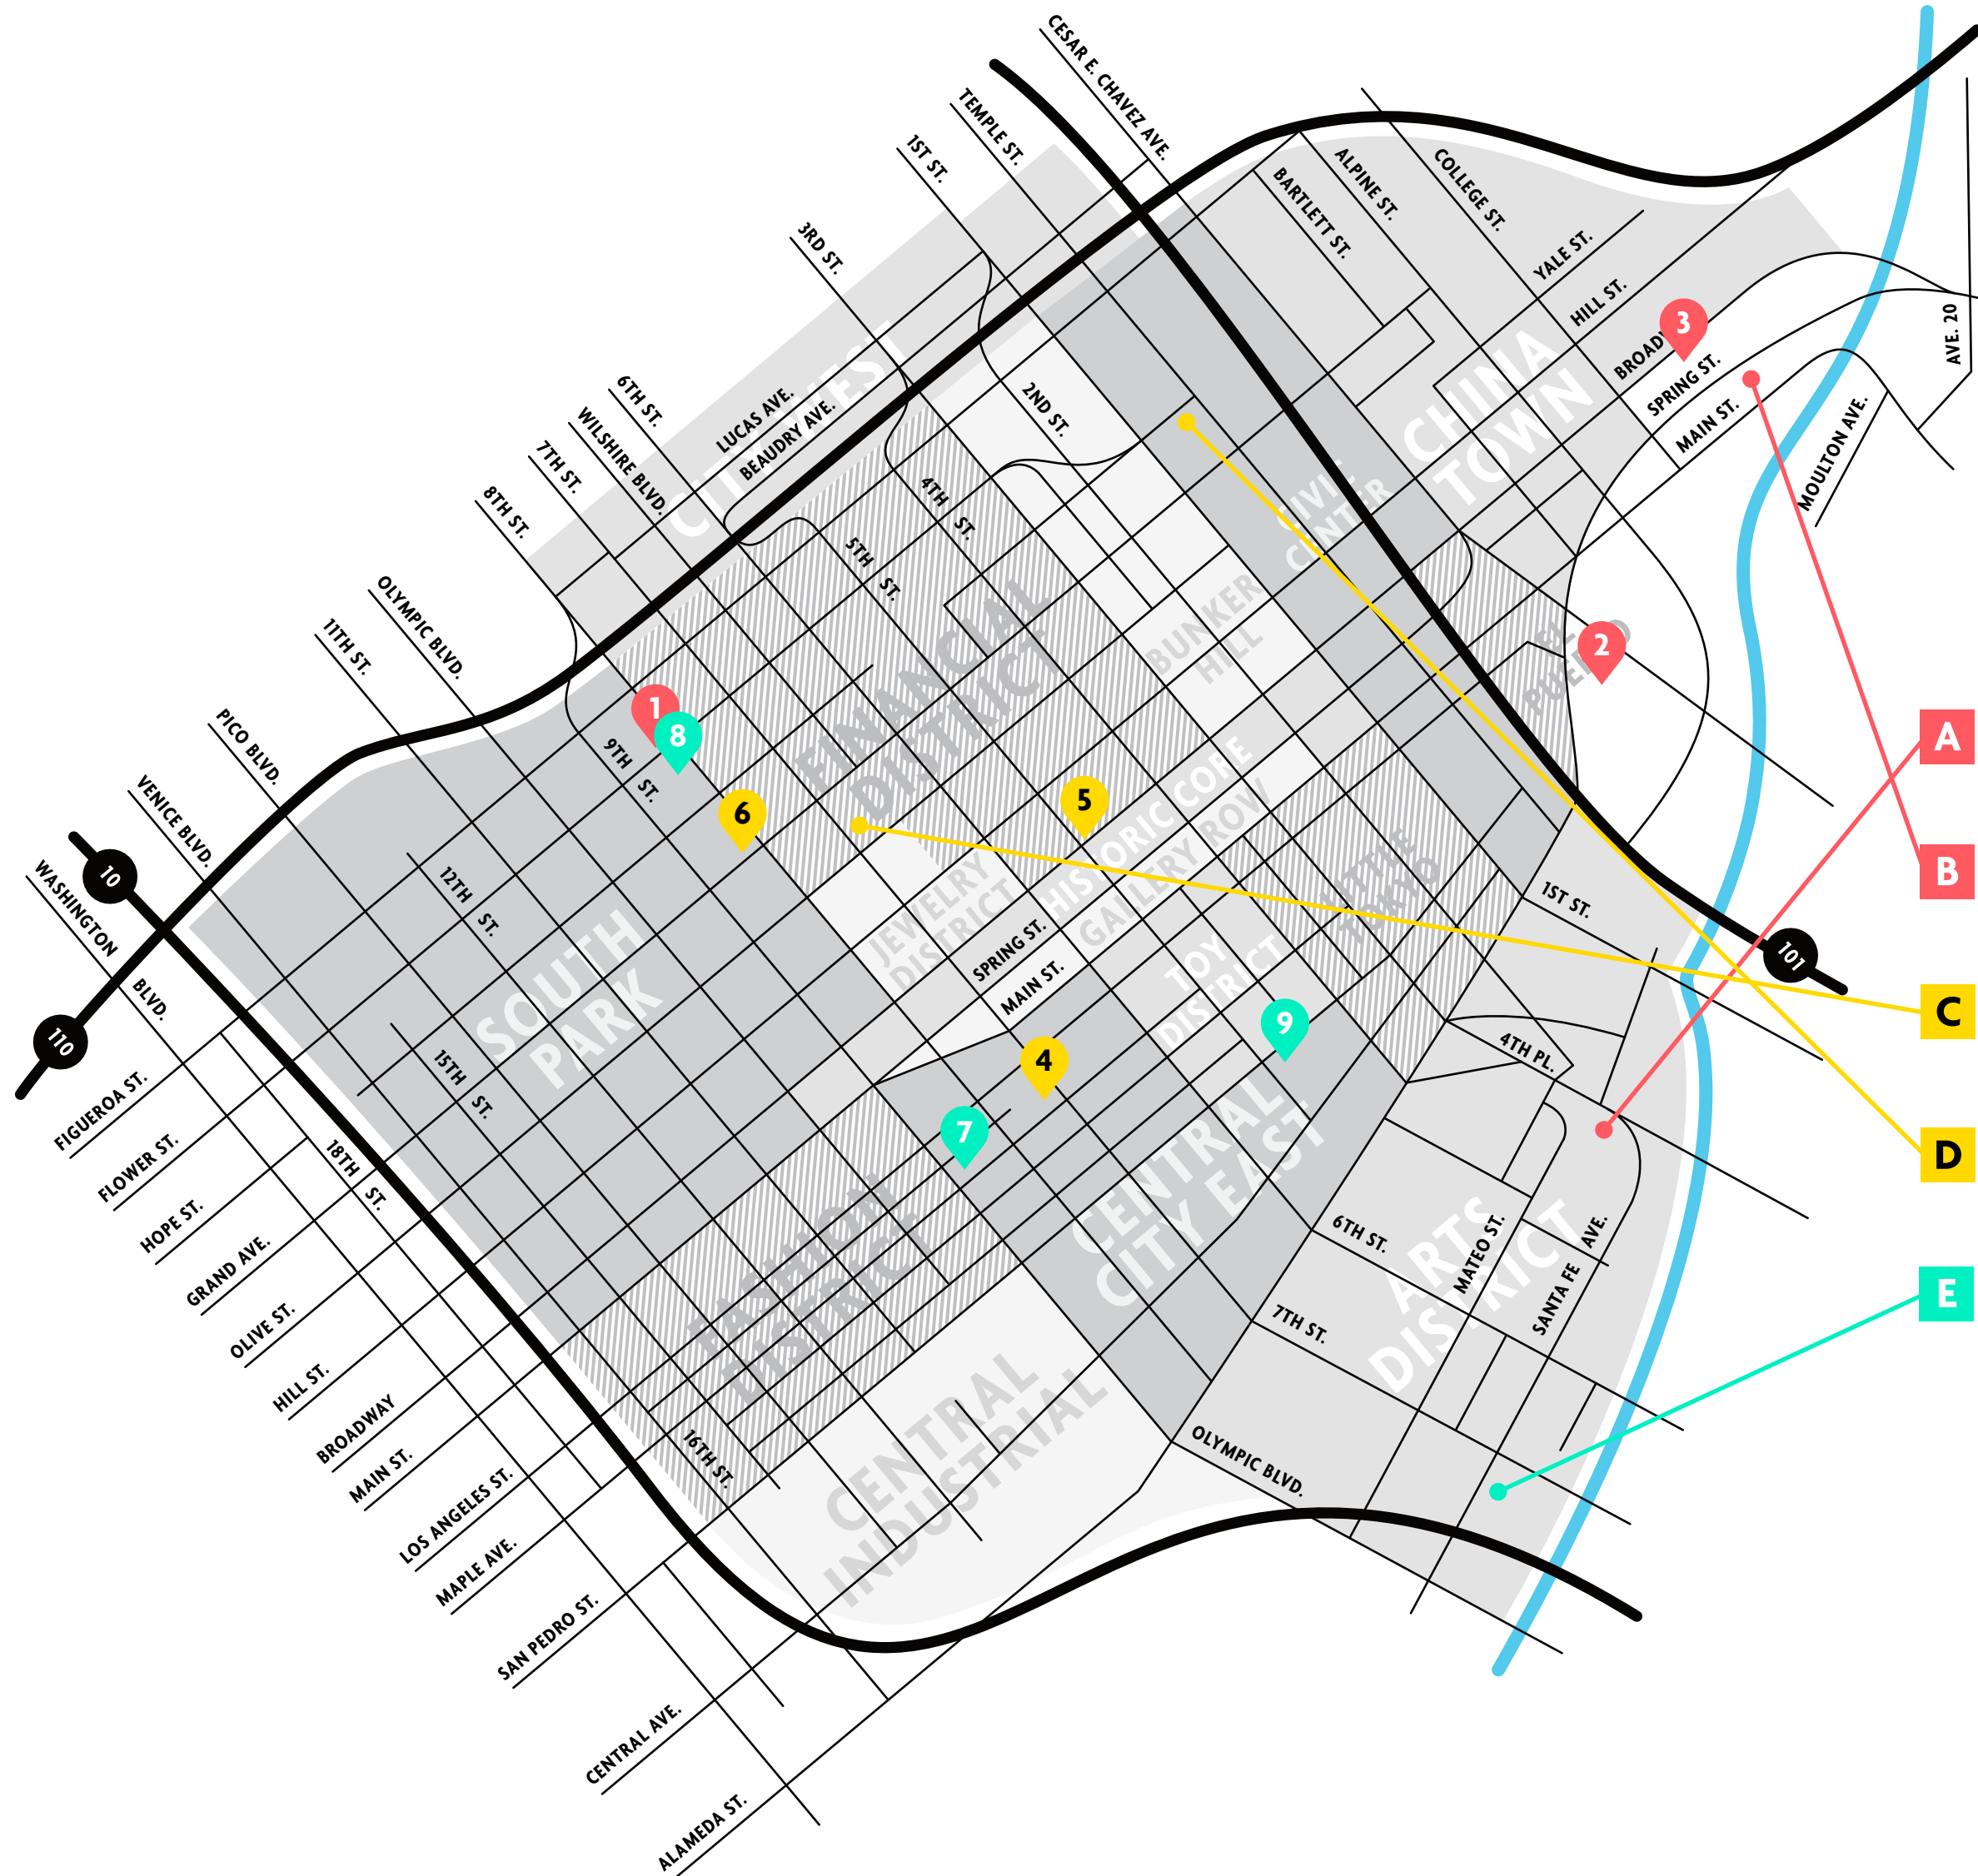 CESAR E. CHAVEZ AVE.
TEMPLE ST.
1ST ST.
3RD ST.
6TH ST.
WILSHIRE BLVD.
7TH ST.
8TH ST.
OLYMPIC BLVD.
11TH ST.
PICO BLVD.
VENICE BLVD.
WASHINGTON BLVD.
ALPINE ST.
BARTLETT ST.
COLLEGE ST.
YALE ST.
HILL ST.
3
SPRING ST.
MAIN ST.
MOULTON AVE.
AVE. 20
CHINA
TOWN
CITY WEST
LUCAS AVE.
BEAUDRY AVE.
2ND ST.
4TH ST.
5TH ST.
CIVIC
CENTER
BUNKER
HILL
FINANCIAL
DISTRICT
2
1
8
6
5
9TH ST.
A
B
C
D
E
HISTORIC CORE
GALLERY ROW
JEWELRY
DISTRICT
LITTLE
TOKYO
TOY
DISTRICT
SPRING ST.
MAIN ST.
1ST ST.
101
10
110
12TH ST.
SOUTH
PARK
15TH ST.
18TH ST.
4
9
7
4TH PL.
CENTRAL
CITY EAST
FASHION
DISTRICT
ARTS
DISTRICT
MATEO ST.
SANTA FE AVE.
6TH ST.
7TH ST.
OLYMPIC BLVD.
16TH ST.
CENTRAL
INDUSTRIAL
FIGUEROA ST.
FLOWER ST.
HOPE ST.
GRAND AVE.
OLIVE ST.
HILL ST.
BROADWAY
MAIN ST.
LOS ANGELES ST.
MAPLE AVE.
SAN PEDRO ST.
CENTRAL AVE.
ALAMEDA ST.